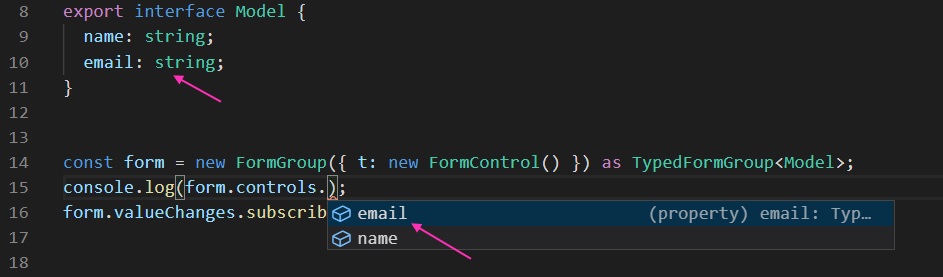 8 export interface Model {
9 name: string;
10 email: string;
11 }
12
13
14 const form = new FormGroup({ t: new FormControl() }) as TypedFormGroup<Model>;
15 console.log(form.controls.);
16 form.valueChanges.subscrib
email (property) email: Typ…
17
name
18